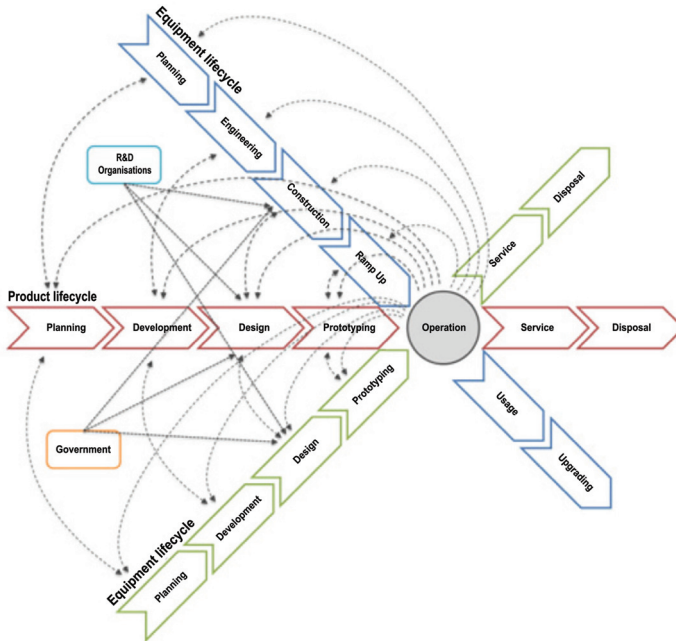 Equipment lifecycle
Planning
Engineering
Construction
Ramp Up
R&D
Organisations
Disposal
Service
Product lifecycle
Planning
Development
Design
Prototyping
Operation
Service
Disposal
Government
Prototyping
Design
Development
Planning
Equipment lifecycle
Usage
Upgrading